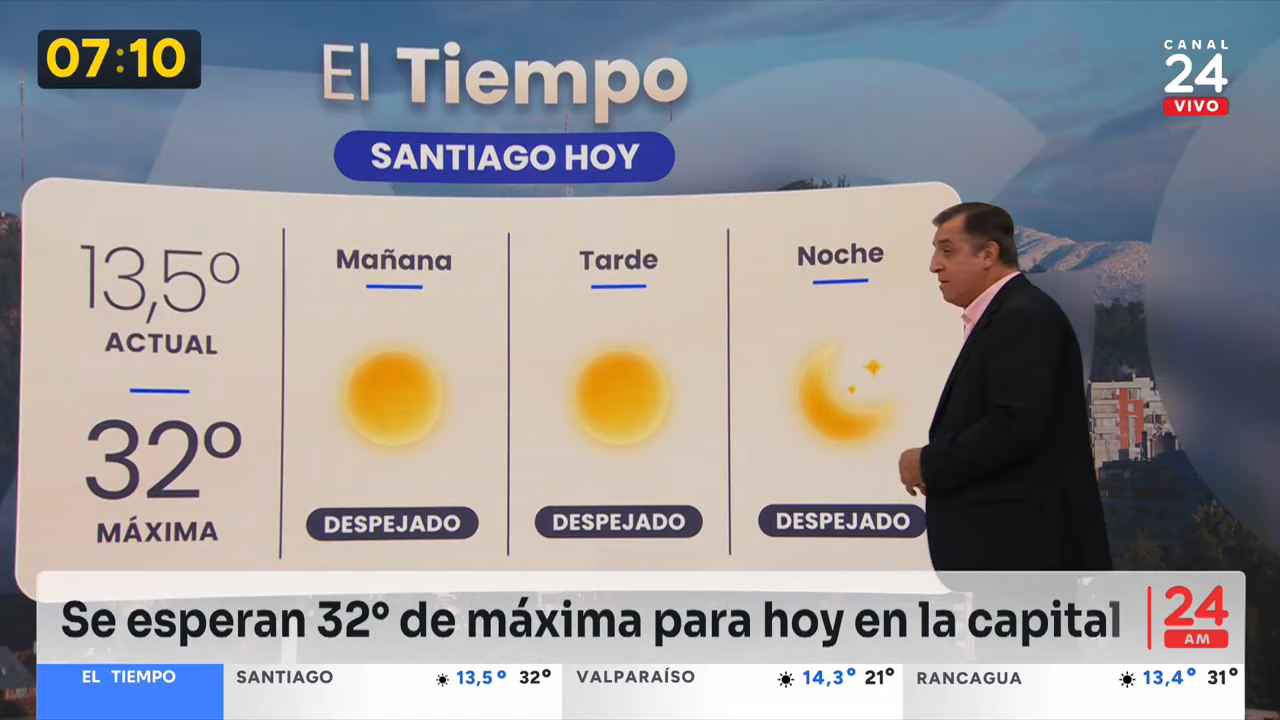 07:10
El Tiempo
SANTIAGO HOY
CANAL
24
VIVO
13,5°
ACTUAL
32°
MÁXIMA
Mañana
DESPEJADO
Tarde
DESPEJADO
Noche
DESPEJADO
Se esperan 32° de máxima para hoy en la capital
24
AM
EL TIEMPO
SANTIAGO 13,5° 32°
VALPARAÍSO 14,3° 21°
RANCAGUA 13,4° 31°